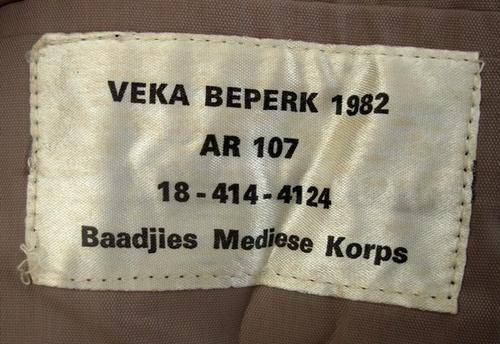 VEKA BEPERK 1982
AR 107
18-414-4124
Baadjies Mediese Korps